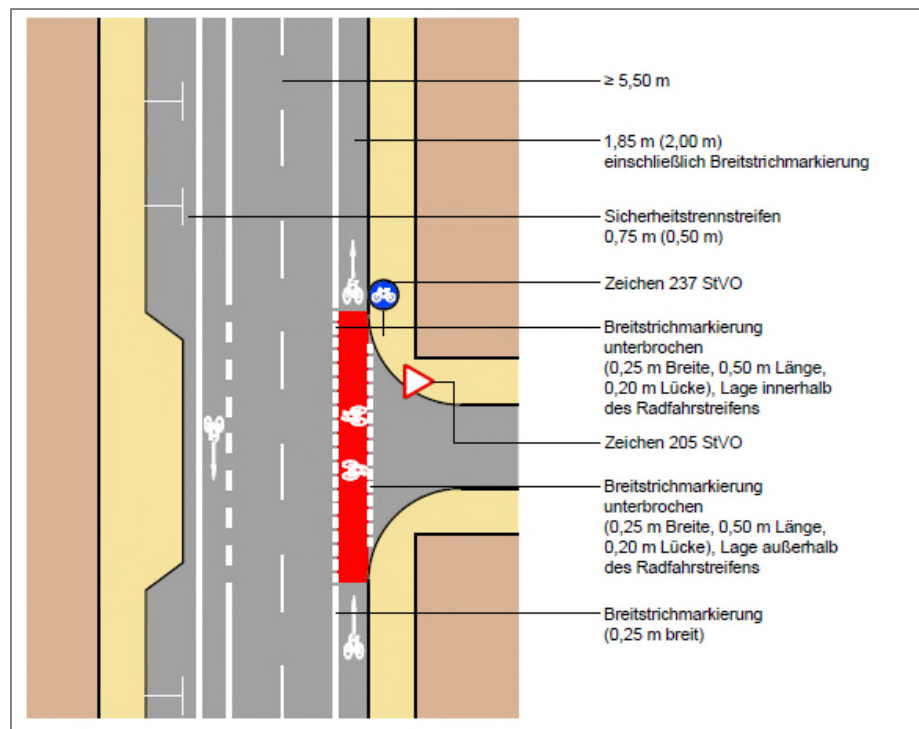 ≥ 5,50 m
1,85 m (2,00 m)
einschließlich Breitstrichmarkierung
Sicherheitstrennstreifen
0,75 m (0,50 m)
Zeichen 237 StVO
Breitstrichmarkierung
unterbrochen
(0,25 m Breite, 0,50 m Länge,
0,20 m Lücke), Lage innerhalb
des Radfahrstreifens
Zeichen 205 StVO
Breitstrichmarkierung
unterbrochen
(0,25 m Breite, 0,50 m Länge,
0,20 m Lücke), Lage außerhalb
des Radfahrstreifens
Breitstrichmarkierung
(0,25 m breit)